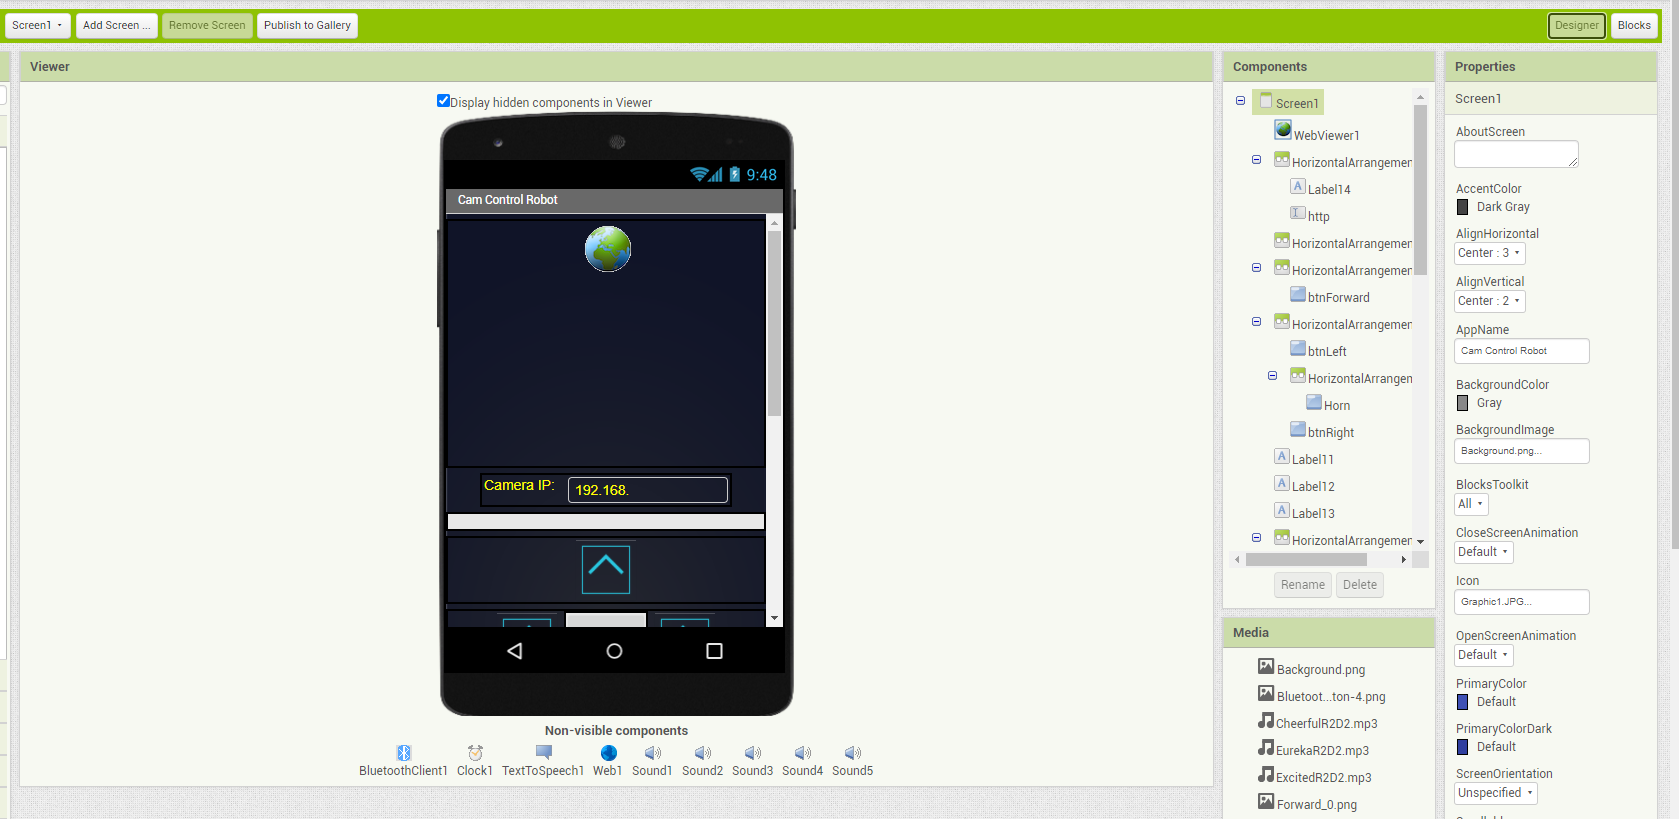 Screen1
Add Screen ...
Remove Screen
Publish to Gallery
Designer
Blocks
Viewer
Display hidden components in Viewer
9:48
Cam Control Robot
Camera IP:
192.168.
Non-visible components
BluetoothClient1
Clock1
TextToSpeech1
Web1
Sound1
Sound2
Sound3
Sound4
Sound5
Components
Screen1
WebViewer1
HorizontalArrangemen
Label14
http
HorizontalArrangemen
HorizontalArrangemen
btnForward
HorizontalArrangemen
btnLeft
HorizontalArrangen
Horn
btnRight
Label11
Label12
Label13
HorizontalArrangemen
Rename
Delete
Media
Background.png
Bluetoot...ton-4.png
CheerfulR2D2.mp3
EurekaR2D2.mp3
ExcitedR2D2.mp3
Forward_0.png
Properties
Screen1
AboutScreen
AccentColor
Dark Gray
AlignHorizontal
Center : 3
AlignVertical
Center : 2
AppName
Cam Control Robot
BackgroundColor
Gray
BackgroundImage
Background.png...
BlocksToolkit
All
CloseScreenAnimation
Default
Icon
Graphic1.JPG...
OpenScreenAnimation
Default
PrimaryColor
Default
PrimaryColorDark
Default
ScreenOrientation
Unspecified